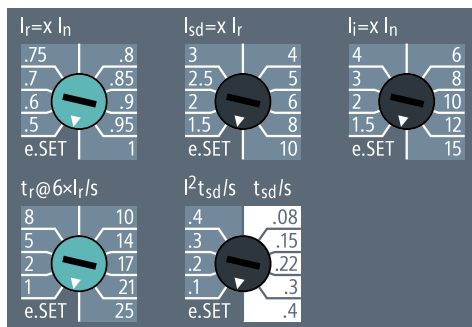 Ir=x In
.75 .8
.7 .85
.6 .9
.5 .95
e.SET 1
Isd=x Ir
3 4
2.5 5
2 6
1.5 8
e.SET 10
Ii=x In
4 6
3 8
2 10
1.5 12
e.SET 15
tr@6×Ir/s
8 10
5 14
2 17
1 21
e.SET 25
I²tsd/s tsd/s
.4 .08
.3 .15
.2 .22
.1 .3
e.SET .4